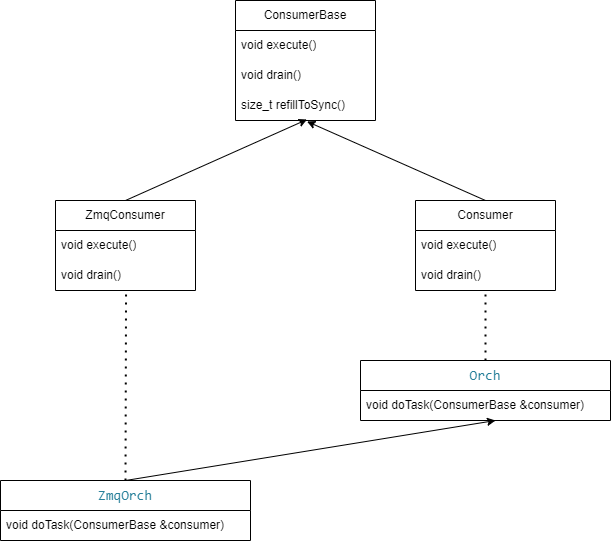 ConsumerBase
void execute()
void drain()
size_t refillToSync()
ZmqConsumer
void execute()
void drain()
Consumer
void execute()
void drain()
Orch
void doTask(ConsumerBase &consumer)
ZmqOrch
void doTask(ConsumerBase &consumer)